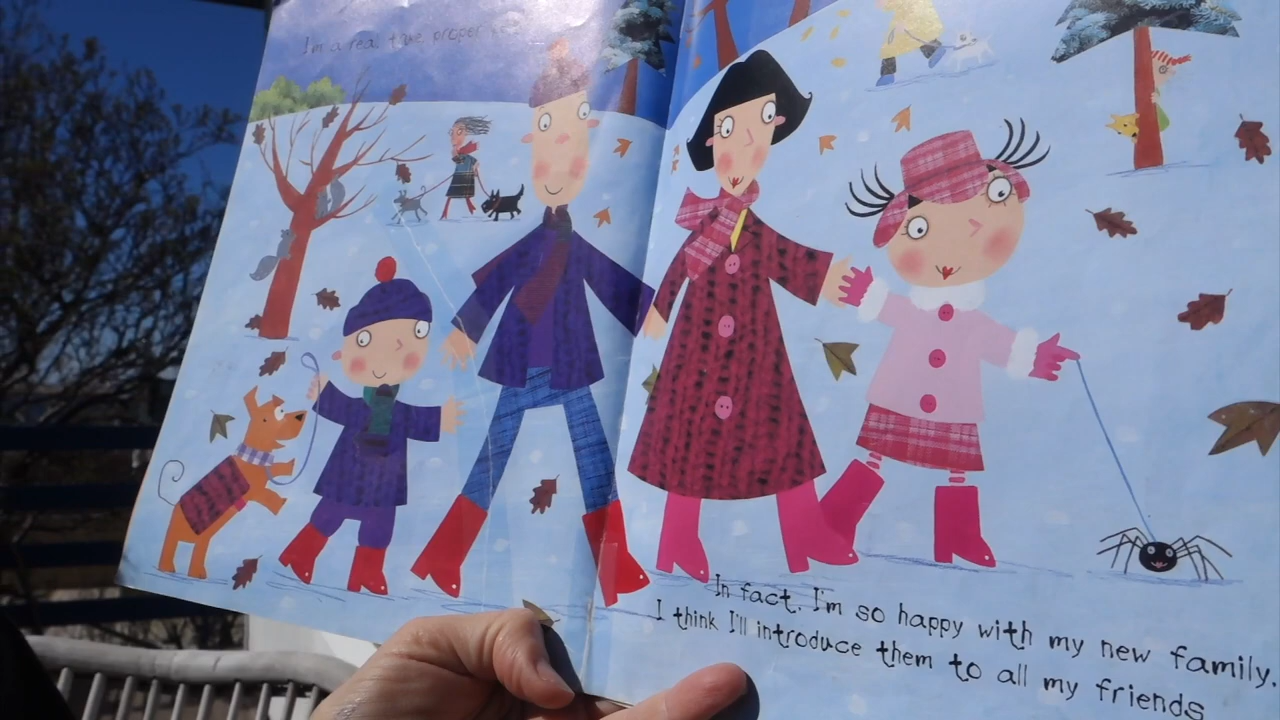 I'm a real true proper
In fact, I'm so happy with my new family.
I think I'll introduce them to all my friends